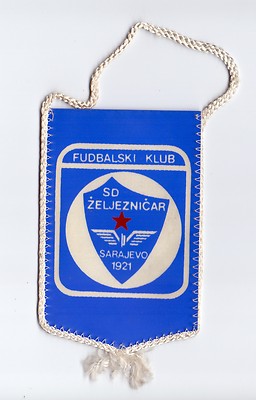 FUDBALSKI KLUB
SD
ŽELJEZNIČAR
SARAJEVO
1921